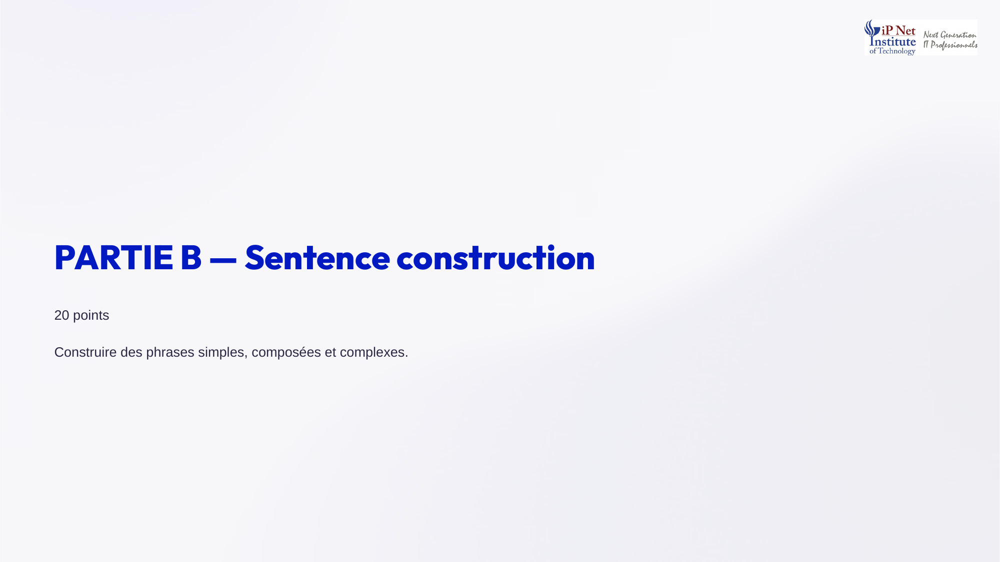 iP Net
Institute
of Technology
Next Generation
IT Professionnels
PARTIE B — Sentence construction
20 points
Construire des phrases simples, composées et complexes.